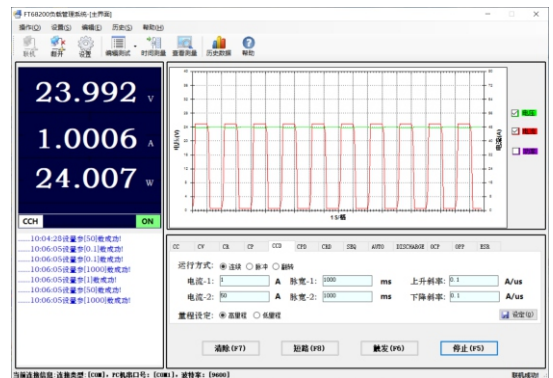 FT68200负载管理系统-[主界面]
操作(O) 设置(S) 编辑(E) 历史(S) 帮助(H)
联机 断开 设置 编辑测试 时间测量 查看测量 历史数据 帮助
23.992 V
1.0006 A
24.007 W
CCH ON
电压(V)
电流(A)
1S/格
电压
电流
CC CV CR CP CCD CPD CRD SEQ AUTO DISCHARGE OCP OPP ESR
运行方式: 连续 脉冲 翻转
电流-1: 1 A 脉宽-1: 1000 ms 上升斜率: 0.1 A/us
电流-2: 50 A 脉宽-2: 1000 ms 下降斜率: 0.1 A/us
量程设定: 高量程 低量程 设定(Q)
清除(F7) 短路(F8) 触发(F6) 停止(F5)
......10:04:28设置参[50]数成功!
......10:06:05设置参[0.1]数成功!
......10:06:05设置参[0.1]数成功!
......10:06:05设置参[1000]数成功!
......10:06:05设置参[1]数成功!
......10:06:05设置参[50]数成功!
......10:06:05设置参[1000]数成功!
当前连接信息:连接类型:[COM], PC机串口号:[COM1], 波特率:[9600] 联机成功!